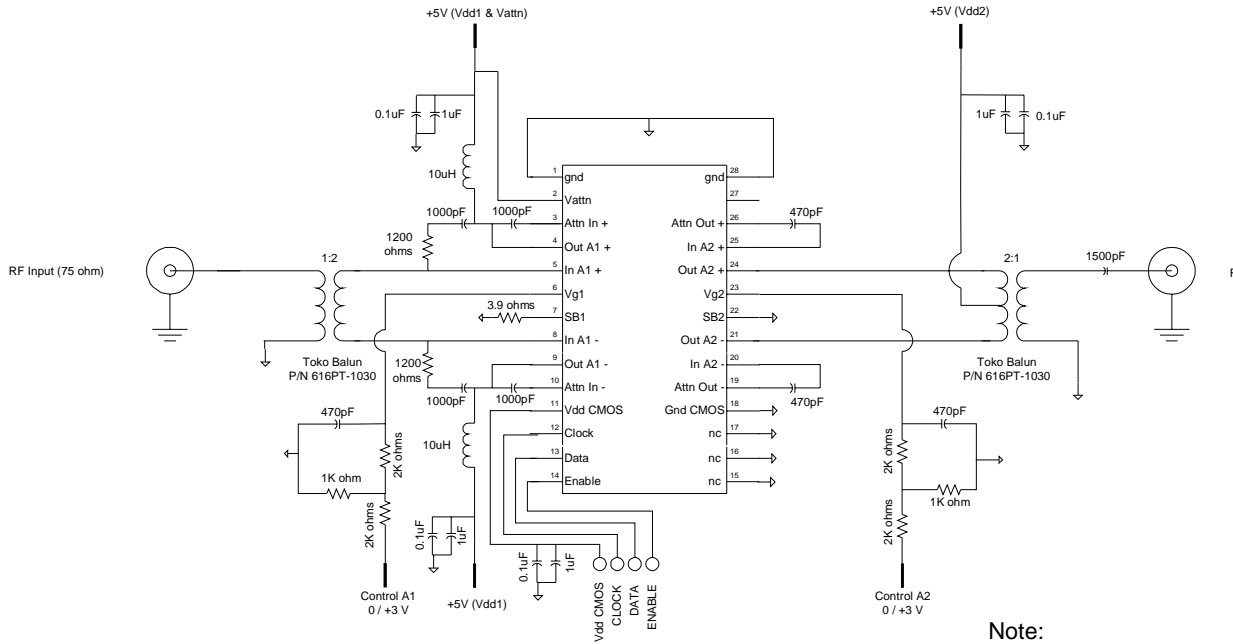 +5V (Vdd1 & Vattn)
+5V (Vdd2)
0.1uF
1uF
1uF
0.1uF
10uH
1 gnd
gnd 28
2 Vattn
27
1000pF
1000pF
3 Attn In +
Attn Out + 26
470pF
4 Out A1 +
In A2 + 25
1200
ohms
1:2
5 In A1 +
Out A2 + 24
2:1
1500pF
RF Input (75 ohm)
6 Vg1
Vg2 23
3.9 ohms
7 SB1
SB2 22
8 In A1 -
Out A2 - 21
Toko Balun
P/N 616PT-1030
1200
ohms
9 Out A1 -
In A2 - 20
Toko Balun
P/N 616PT-1030
10 Attn In -
Attn Out - 19
1000pF
1000pF
470pF
11 Vdd CMOS
Gnd CMOS 18
470pF
470pF
12 Clock
nc 17
10uH
2K ohms
2K ohms
13 Data
nc 16
1K ohm
14 Enable
nc 15
1K ohm
2K ohms
2K ohms
0.1uF
1uF
0.1uF
1uF
Control A1
0 / +3 V
+5V (Vdd1)
Vdd CMOS
CLOCK
DATA
ENABLE
Control A2
0 / +3 V
Note: